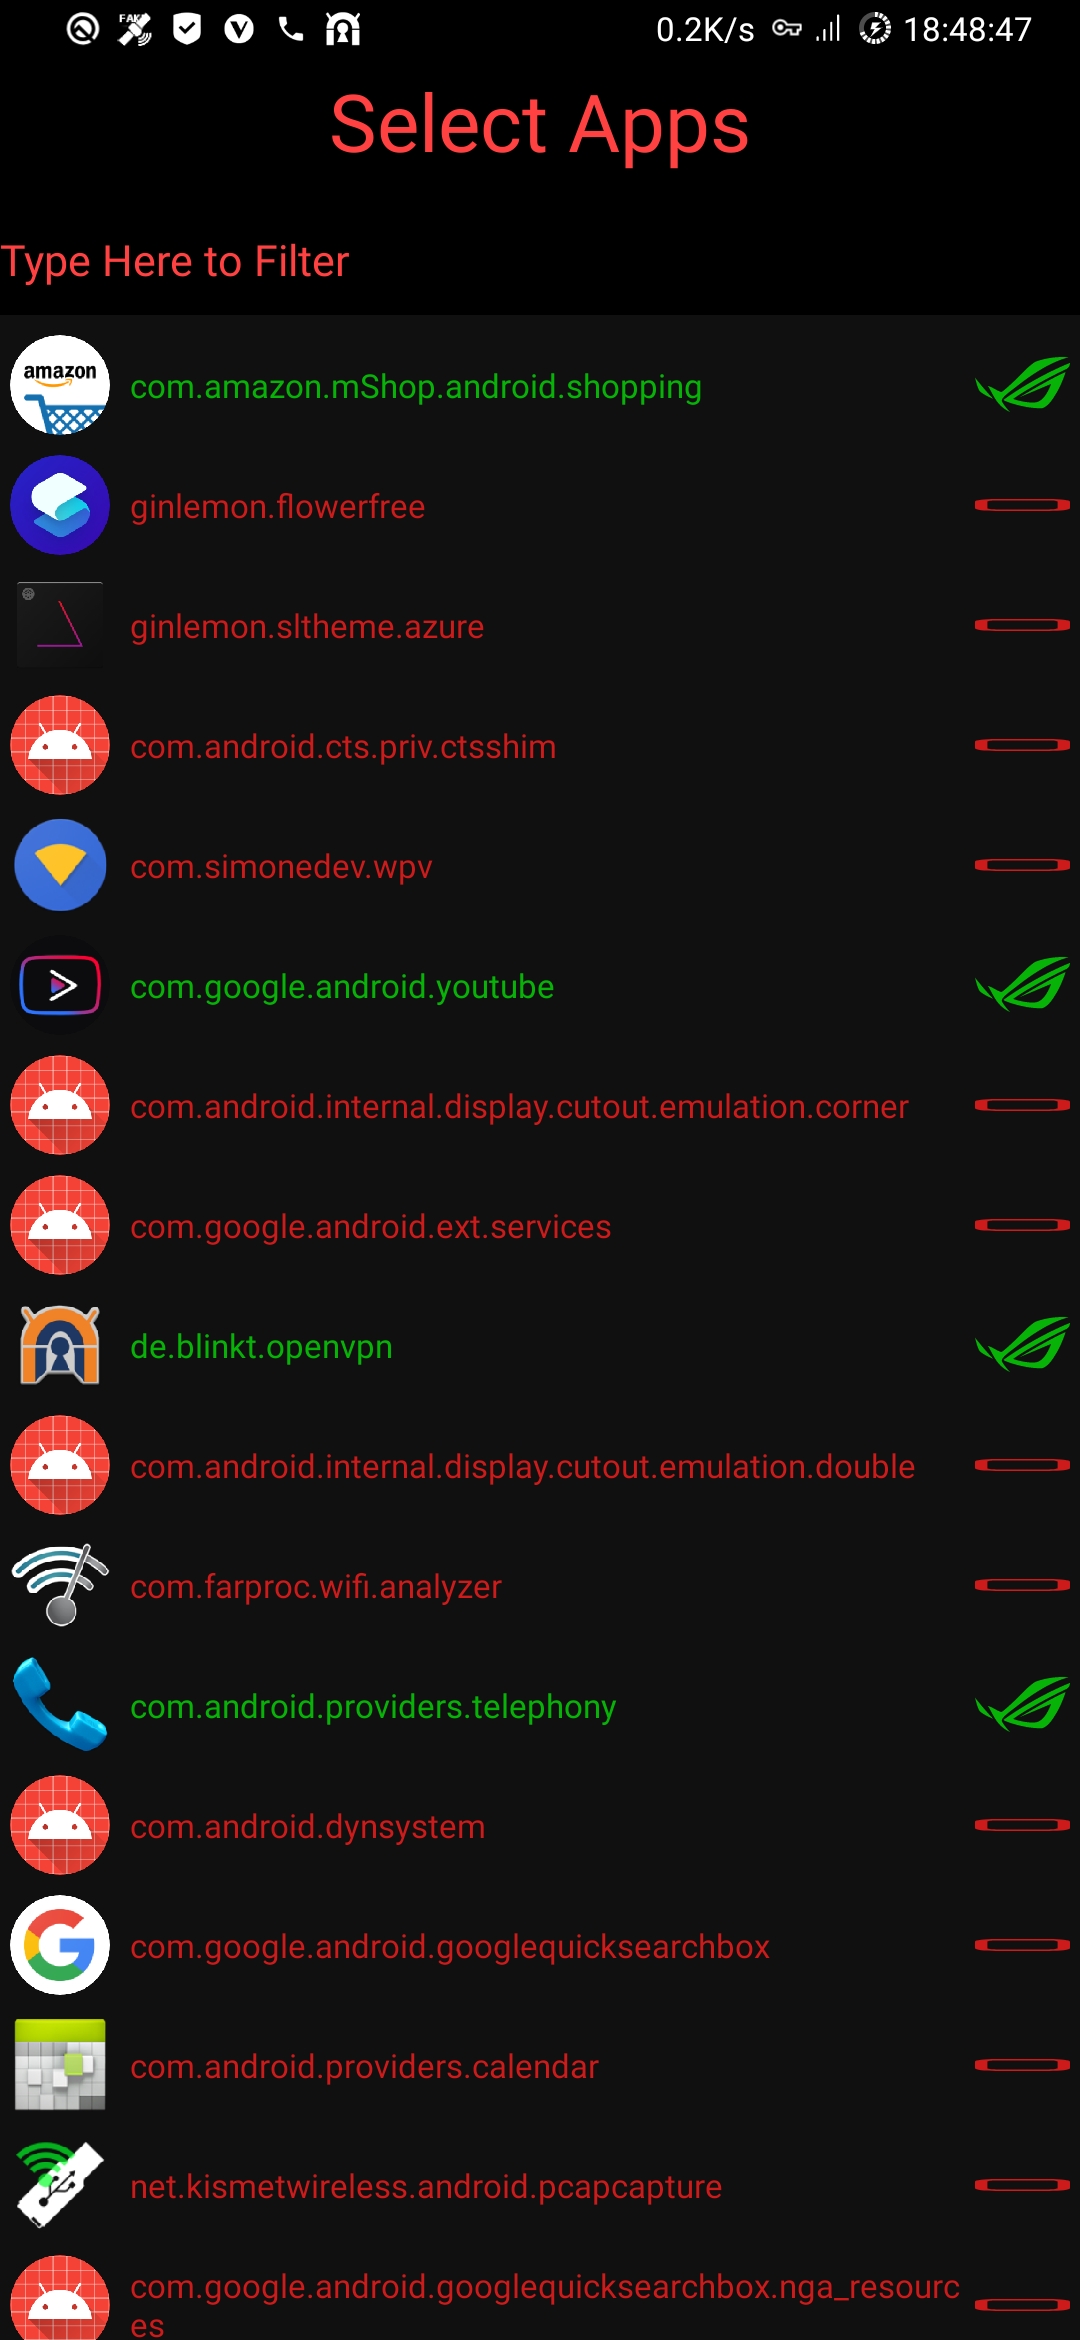 FAKE
0.2K/s
18:48:47
Select Apps
Type Here to Filter
amazon
com.amazon.mShop.android.shopping
ginlemon.flowerfree
ginlemon.sltheme.azure
com.android.cts.priv.ctsshim
com.simonedev.wpv
com.google.android.youtube
com.android.internal.display.cutout.emulation.corner
com.google.android.ext.services
de.blinkt.openvpn
com.android.internal.display.cutout.emulation.double
com.farproc.wifi.analyzer
com.android.providers.telephony
com.android.dynsystem
com.google.android.googlequicksearchbox
com.android.providers.calendar
net.kismetwireless.android.pcapcapture
com.google.android.googlequicksearchbox.nga_resourc
es